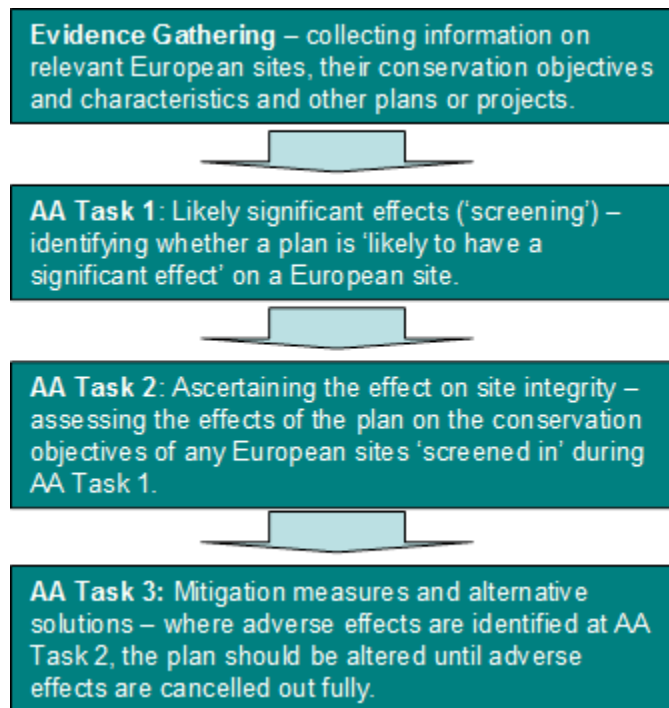 Evidence Gathering – collecting information on
relevant European sites, their conservation objectives
and characteristics and other plans or projects.
AA Task 1: Likely significant effects (‘screening’) –
identifying whether a plan is ‘likely to have a
significant effect’ on a European site.
AA Task 2: Ascertaining the effect on site integrity –
assessing the effects of the plan on the conservation
objectives of any European sites ‘screened in’ during
AA Task 1.
AA Task 3: Mitigation measures and alternative
solutions – where adverse effects are identified at AA
Task 2, the plan should be altered until adverse
effects are cancelled out fully.